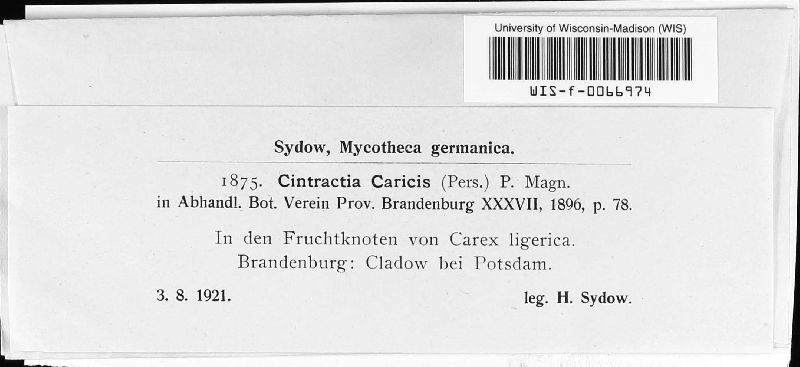 University of Wisconsin-Madison (WIS)
WIS-f-0066974
Sydow, Mycotheca germanica.
1875. Cintractia Caricis (Pers.) P. Magn.
in Abhandl. Bot. Verein Prov. Brandenburg XXXVII, 1896, p. 78.
In den Fruchtknoten von Carex ligerica.
Brandenburg: Cladow bei Potsdam.
3. 8. 1921. leg. H. Sydow.